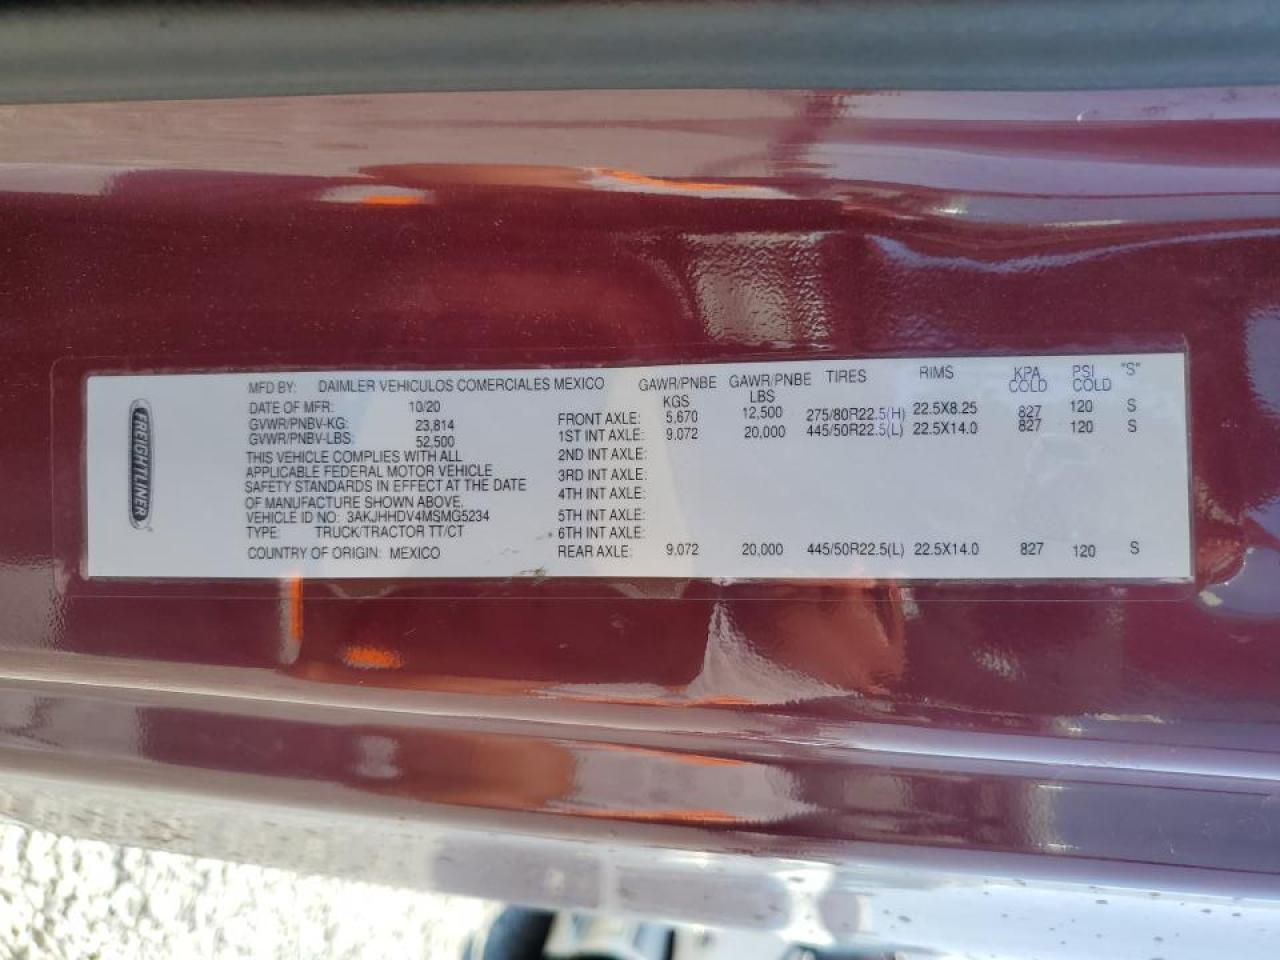 FREIGHTLINER
MFD BY: DAIMLER VEHICULOS COMERCIALES MEXICO
DATE OF MFR: 10/20
GVWR/PNBV-KG: 23,814
GVWR/PNBV-LBS: 52,500
THIS VEHICLE COMPLIES WITH ALL
APPLICABLE FEDERAL MOTOR VEHICLE
SAFETY STANDARDS IN EFFECT AT THE DATE
OF MANUFACTURE SHOWN ABOVE.
VEHICLE ID NO: 3AKJHHDV4MSMG5234
TYPE: TRUCK/TRACTOR TT/CT
COUNTRY OF ORIGIN: MEXICO
GAWR/PNBE GAWR/PNBE TIRES RIMS KPA PSI "S"
KGS LBS COLD COLD
FRONT AXLE: 5,670 12,500 275/80R22.5(H) 22.5X8.25 827 120 S
1ST INT AXLE: 9,072 20,000 445/50R22.5(L) 22.5X14.0 827 120 S
2ND INT AXLE:
3RD INT AXLE:
4TH INT AXLE:
5TH INT AXLE:
6TH INT AXLE:
REAR AXLE: 9,072 20,000 445/50R22.5(L) 22.5X14.0 827 120 S